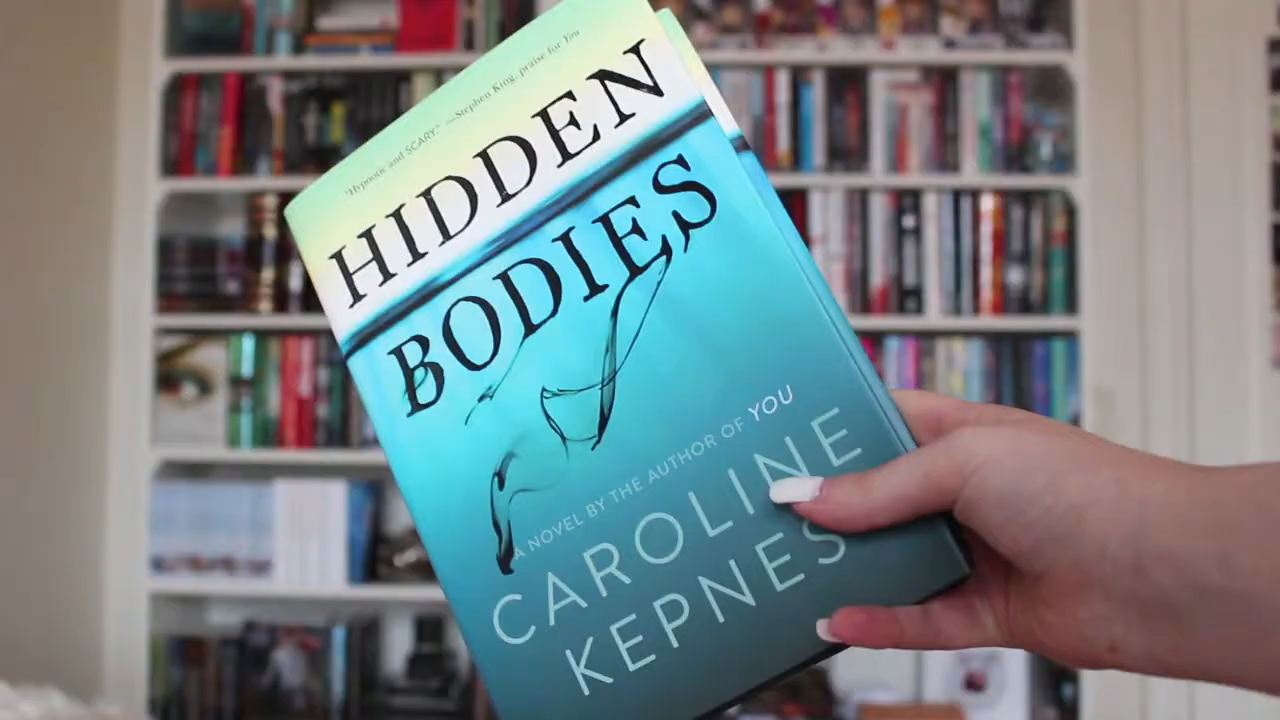 "Hypnotic and SCARY." —Stephen King, praise for You
HIDDEN
BODIES
A NOVEL BY THE AUTHOR OF YOU
CAROLINE
KEPNES